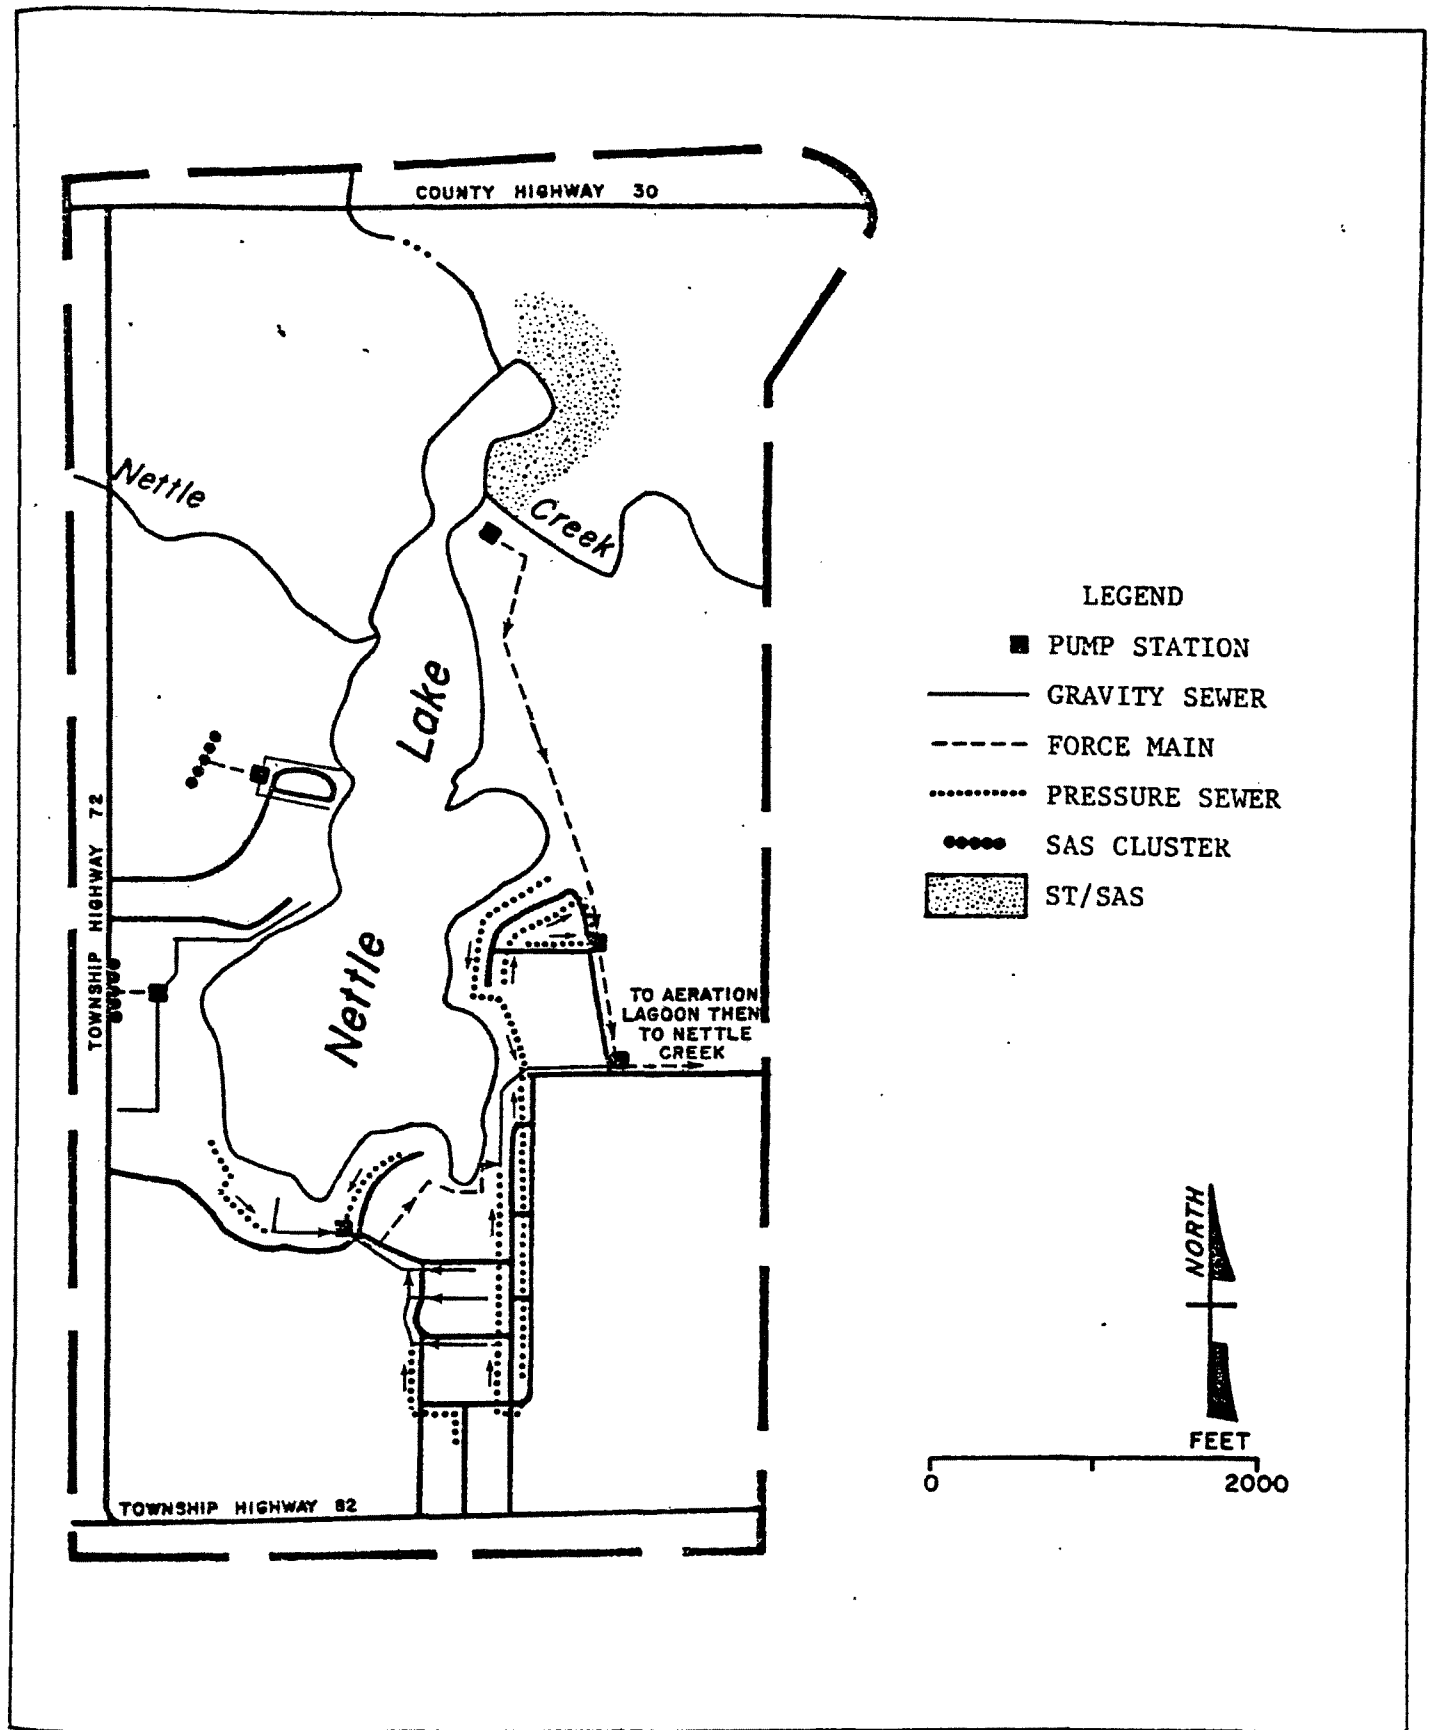 COUNTY HIGHWAY 30
Nettle
Creek
Lake
Nettle
TOWNSHIP HIGHWAY 72
TO AERATION
LAGOON THEN
TO NETTLE
CREEK
TOWNSHIP HIGHWAY 82
LEGEND
PUMP STATION
GRAVITY SEWER
FORCE MAIN
PRESSURE SEWER
SAS CLUSTER
ST/SAS
NORTH
FEET
0 2000